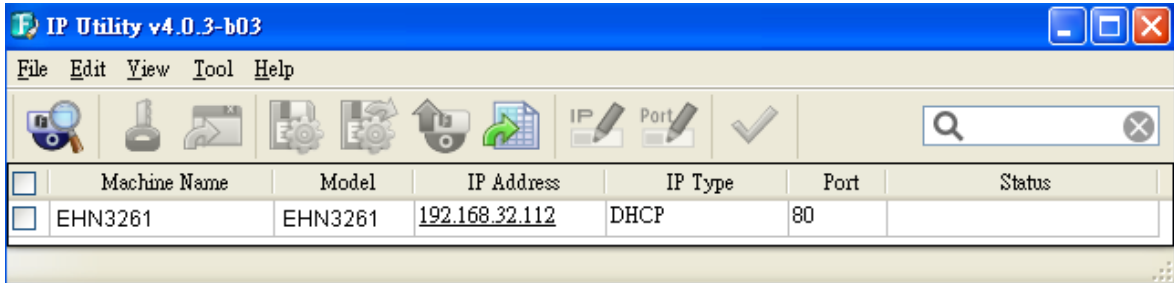 IP Utility v4.0.3-b03
File Edit View Tool Help
IP Port
Machine Name Model IP Address IP Type Port Status
EHN3261 EHN3261 192.168.32.112 DHCP 80